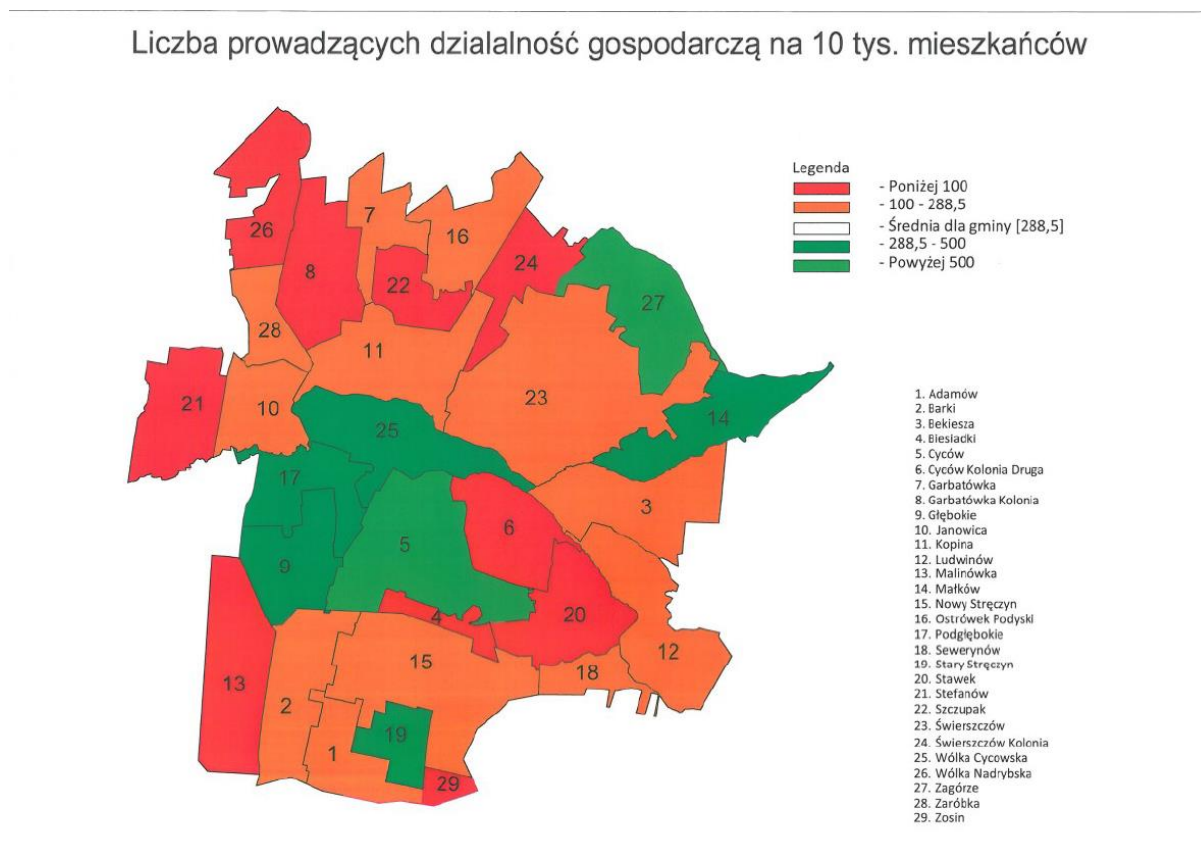 Liczba prowadzących dzialalność gospodarczą na 10 tys. mieszkańców
Legenda
- Poniżej 100
- 100 - 288,5
- Średnia dla gminy [288,5]
- 288,5 - 500
- Powyżej 500
26
7
16
8
22
24
27
28
11
21
10
23
14
25
17
3
6
5
9
4
20
12
15
18
13
2
19
1
29
1. Adamów
2. Barki
3. Bekiesza
4. Biesiadki
5. Cyców
6. Cyców Kolonia Druga
7. Garbatówka
8. Garbatówka Kolonia
9. Głębokie
10. Janowica
11. Kopina
12. Ludwinów
13. Malinówka
14. Małków
15. Nowy Stręczyn
16. Ostrówek Podyski
17. Podgłębokie
18. Sewerynów
19. Stary Stręczyn
20. Stawek
21. Stefanów
22. Szczupak
23. Świerszczów
24. Świerszczów Kolonia
25. Wólka Cycowska
26. Wólka Nadrybska
27. Zagórze
28. Zaróbka
29. Zosin